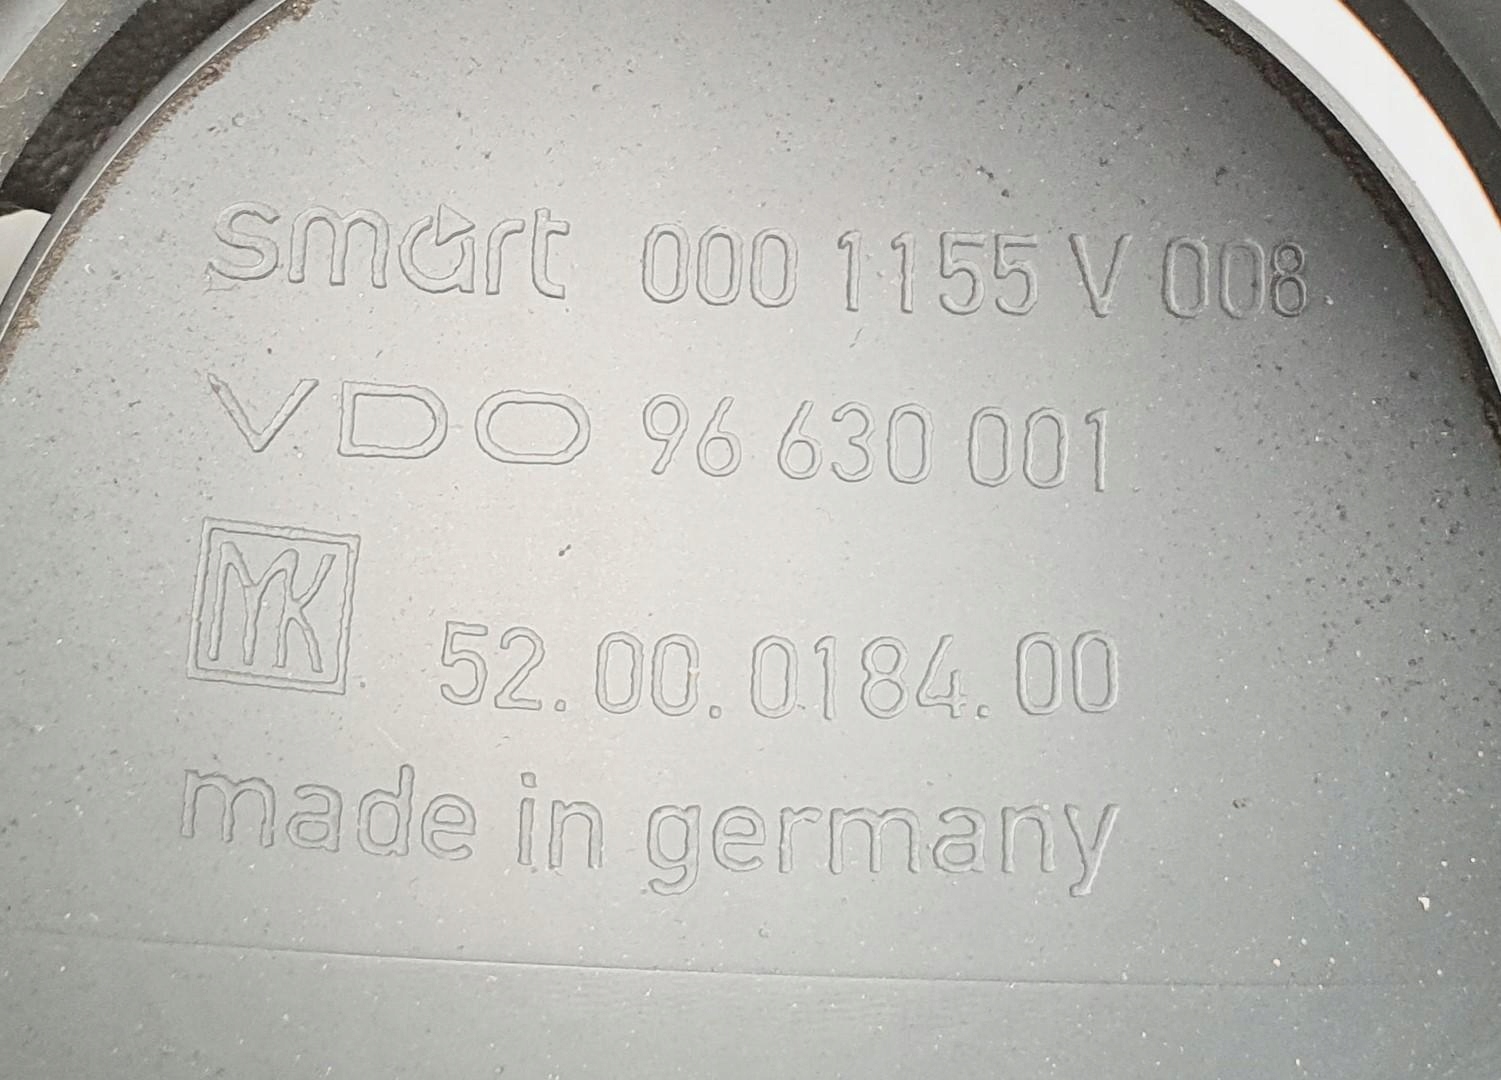 smart 000 1155 V 008
VDO 96 630 001
MK 52.00.0184.00
made in germany